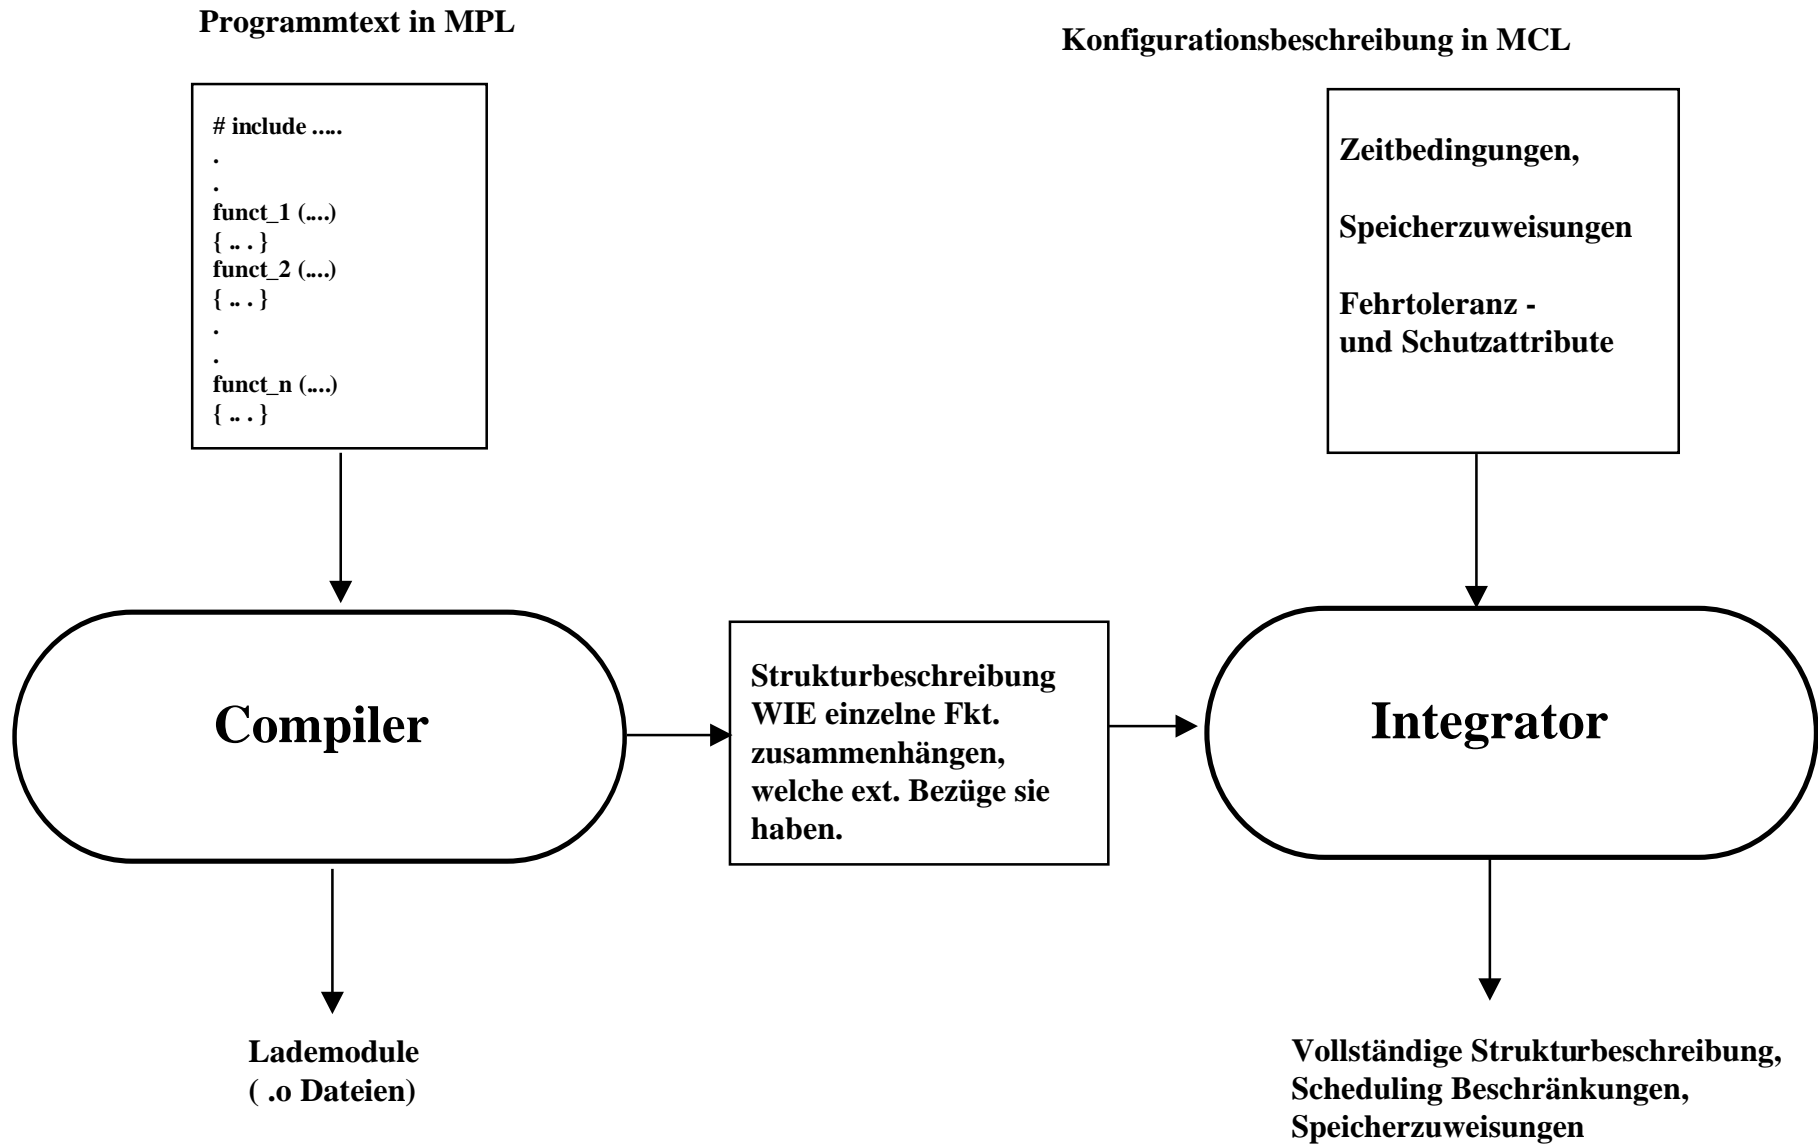 Programmtext in MPL
Konfigurationsbeschreibung in MCL
# include .....
.
.
funct_1 (....)
{ .. . }
funct_2 (....)
{ .. . }
.
.
funct_n (....)
{ .. . }
Zeitbedingungen,
Speicherzuweisungen
Fehrtoleranz -
und Schutzattribute
Compiler
Strukturbeschreibung
WIE einzelne Fkt.
zusammenhängen,
welche ext. Bezüge sie
haben.
Integrator
Lademodule
( .o Dateien)
Vollständige Strukturbeschreibung,
Scheduling Beschränkungen,
Speicherzuweisungen